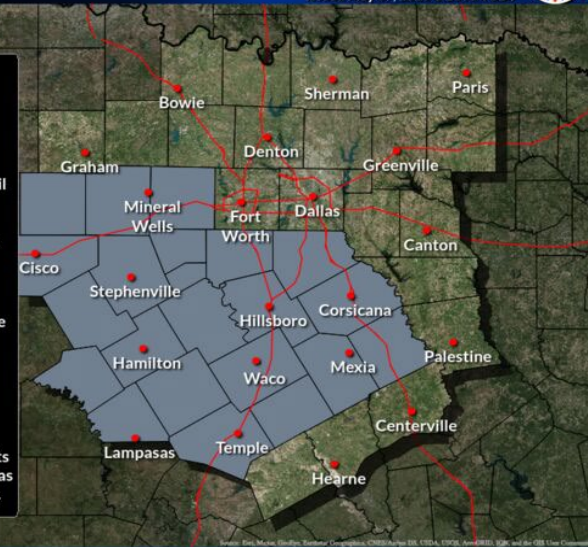 Sherman
Paris
Bowie
Denton
Greenville
Graham
Mineral
Wells
Fort
Worth
Dallas
Canton
Cisco
Stephenville
Hillsboro
Corsicana
Hamilton
Waco
Mexia
Palestine
Centerville
Lampasas
Temple
Hearne